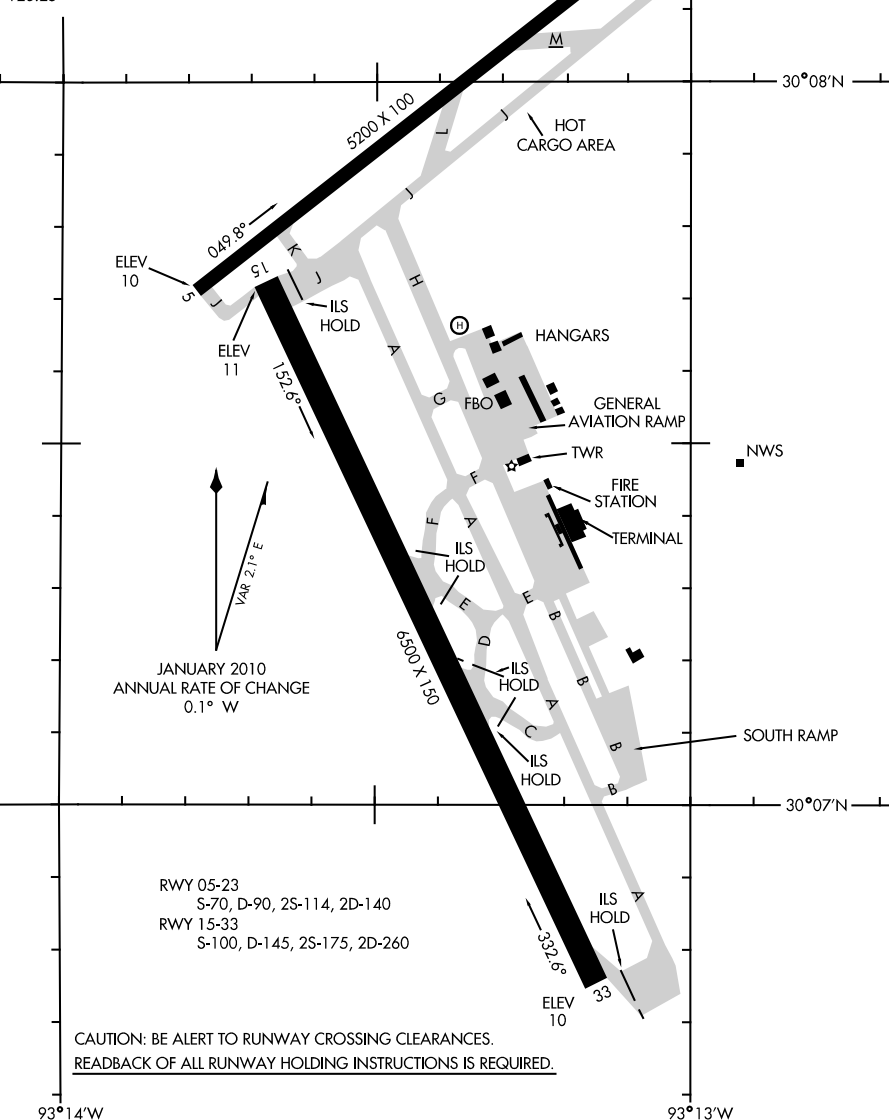 M
30°08'N
5200 X 100
L
J
HOT
CARGO AREA
J
049.8°
K
ELEV
10
15
J
H
5
J
ILS
HOLD
H
HANGARS
ELEV
11
A
152.6°
G
FBO
GENERAL
AVIATION RAMP
TWR
NWS
F
FIRE
STATION
F
A
TERMINAL
ILS
HOLD
VAR 2.1° E
E
E
B
D
6500 X 150
JANUARY 2010
ANNUAL RATE OF CHANGE
0.1° W
ILS
HOLD
B
A
C
B
SOUTH RAMP
ILS
HOLD
B
30°07'N
RWY 05-23
S-70, D-90, 2S-114, 2D-140
RWY 15-33
S-100, D-145, 2S-175, 2D-260
A
ILS
HOLD
332.6°
33
ELEV
10
CAUTION: BE ALERT TO RUNWAY CROSSING CLEARANCES.
READBACK OF ALL RUNWAY HOLDING INSTRUCTIONS IS REQUIRED.
93°14'W
93°13'W